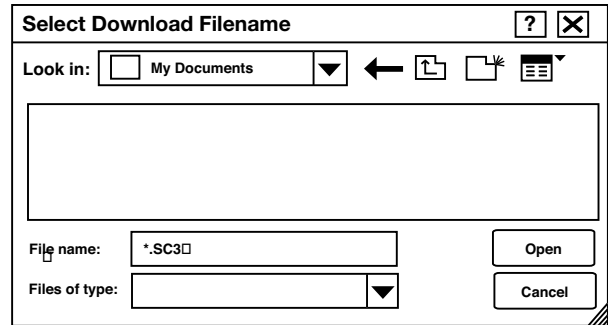 Select Download Filename ?
Look in: My Documents
File name: *.SC3□
Open
Files of type:
Cancel